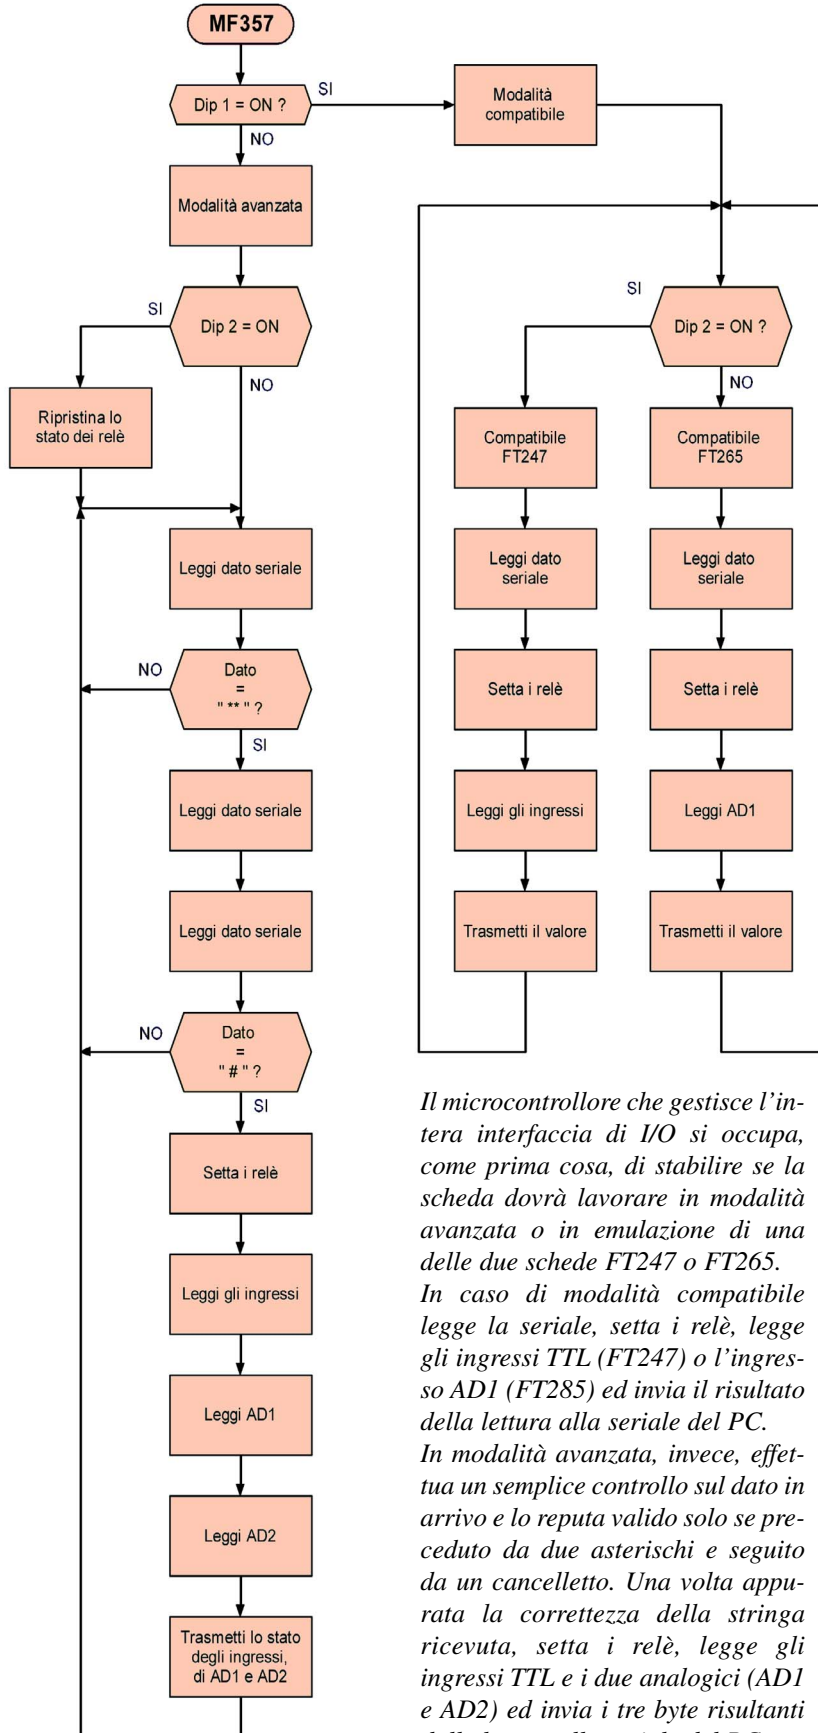 MF357
Dip 1 = ON ?
SI
NO
Modalità
compatibile
Modalità avanzata
SI
Dip 2 = ON
NO
Ripristina lo
stato dei relè
Leggi dato seriale
NO
Dato
=
" ** " ?
SI
Leggi dato seriale
Leggi dato seriale
NO
Dato
=
" # " ?
SI
Setta i relè
Leggi gli ingressi
Leggi AD1
Leggi AD2
Trasmetti lo stato
degli ingressi,
di AD1 e AD2
SI
Dip 2 = ON ?
NO
Compatibile
FT247
Leggi dato
seriale
Setta i relè
Leggi gli ingressi
Trasmetti il valore
Compatibile
FT265
Leggi dato
seriale
Setta i relè
Leggi AD1
Trasmetti il valore
Il microcontrollore che gestisce l'in-
tera interfaccia di I/O si occupa,
come prima cosa, di stabilire se la
scheda dovrà lavorare in modalità
avanzata o in emulazione di una
delle due schede FT247 o FT265.
In caso di modalità compatibile
legge la seriale, setta i relè, legge
gli ingressi TTL (FT247) o l'ingres-
so AD1 (FT285) ed invia il risultato
della lettura alla seriale del PC.
In modalità avanzata, invece, effet-
tua un semplice controllo sul dato in
arrivo e lo reputa valido solo se pre-
ceduto da due asterischi e seguito
da un cancelletto. Una volta appu-
rata la correttezza della stringa
ricevuta, setta i relè, legge gli
ingressi TTL e i due analogici (AD1
e AD2) ed invia i tre byte risultanti